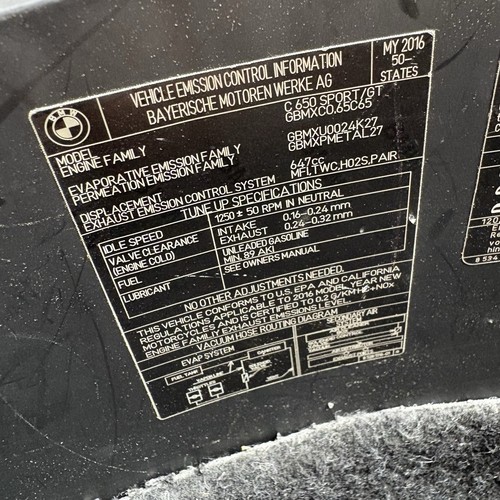 BMW
VEHICLE EMISSION CONTROL INFORMATION
BAYERISCHE MOTOREN WERKE AG
MY 2016
50-
STATES
MODEL C 650 SPORT/GT
ENGINE FAMILY GBMXC0.65C65
EVAPORATIVE EMISSION FAMILY GBMXU0024K27
PERMEATION EMISSION FAMILY GBMXPMETAL27
DISPLACEMENT 647cc
EXHAUST EMISSION CONTROL SYSTEM MFI,TWC,HO2S,PAIR
TUNE UP SPECIFICATIONS
IDLE SPEED 1250 ± 50 RPM IN NEUTRAL
VALVE CLEARANCE INTAKE 0.16-0.24 mm
(ENGINE COLD) EXHAUST 0.24-0.32 mm
FUEL UNLEADED GASOLINE
MIN. 89 AKI
LUBRICANT SEE OWNERS MANUAL
NO OTHER ADJUSTMENTS NEEDED.
THIS VEHICLE CONFORMS TO U.S. EPA AND CALIFORNIA
REGULATIONS APPLICABLE TO 2016 MODEL YEAR NEW
MOTORCYCLES AND IS CERTIFIED TO 0.2 G/KM HC+NOx
ENGINE FAMILY EXHAUST EMISSIONS LEVEL.
VACUUM HOSE ROUTING DIAGRAM
EVAP SYSTEM
SECONDARY AIR
FUEL TANK
CANISTER
THROTTLES